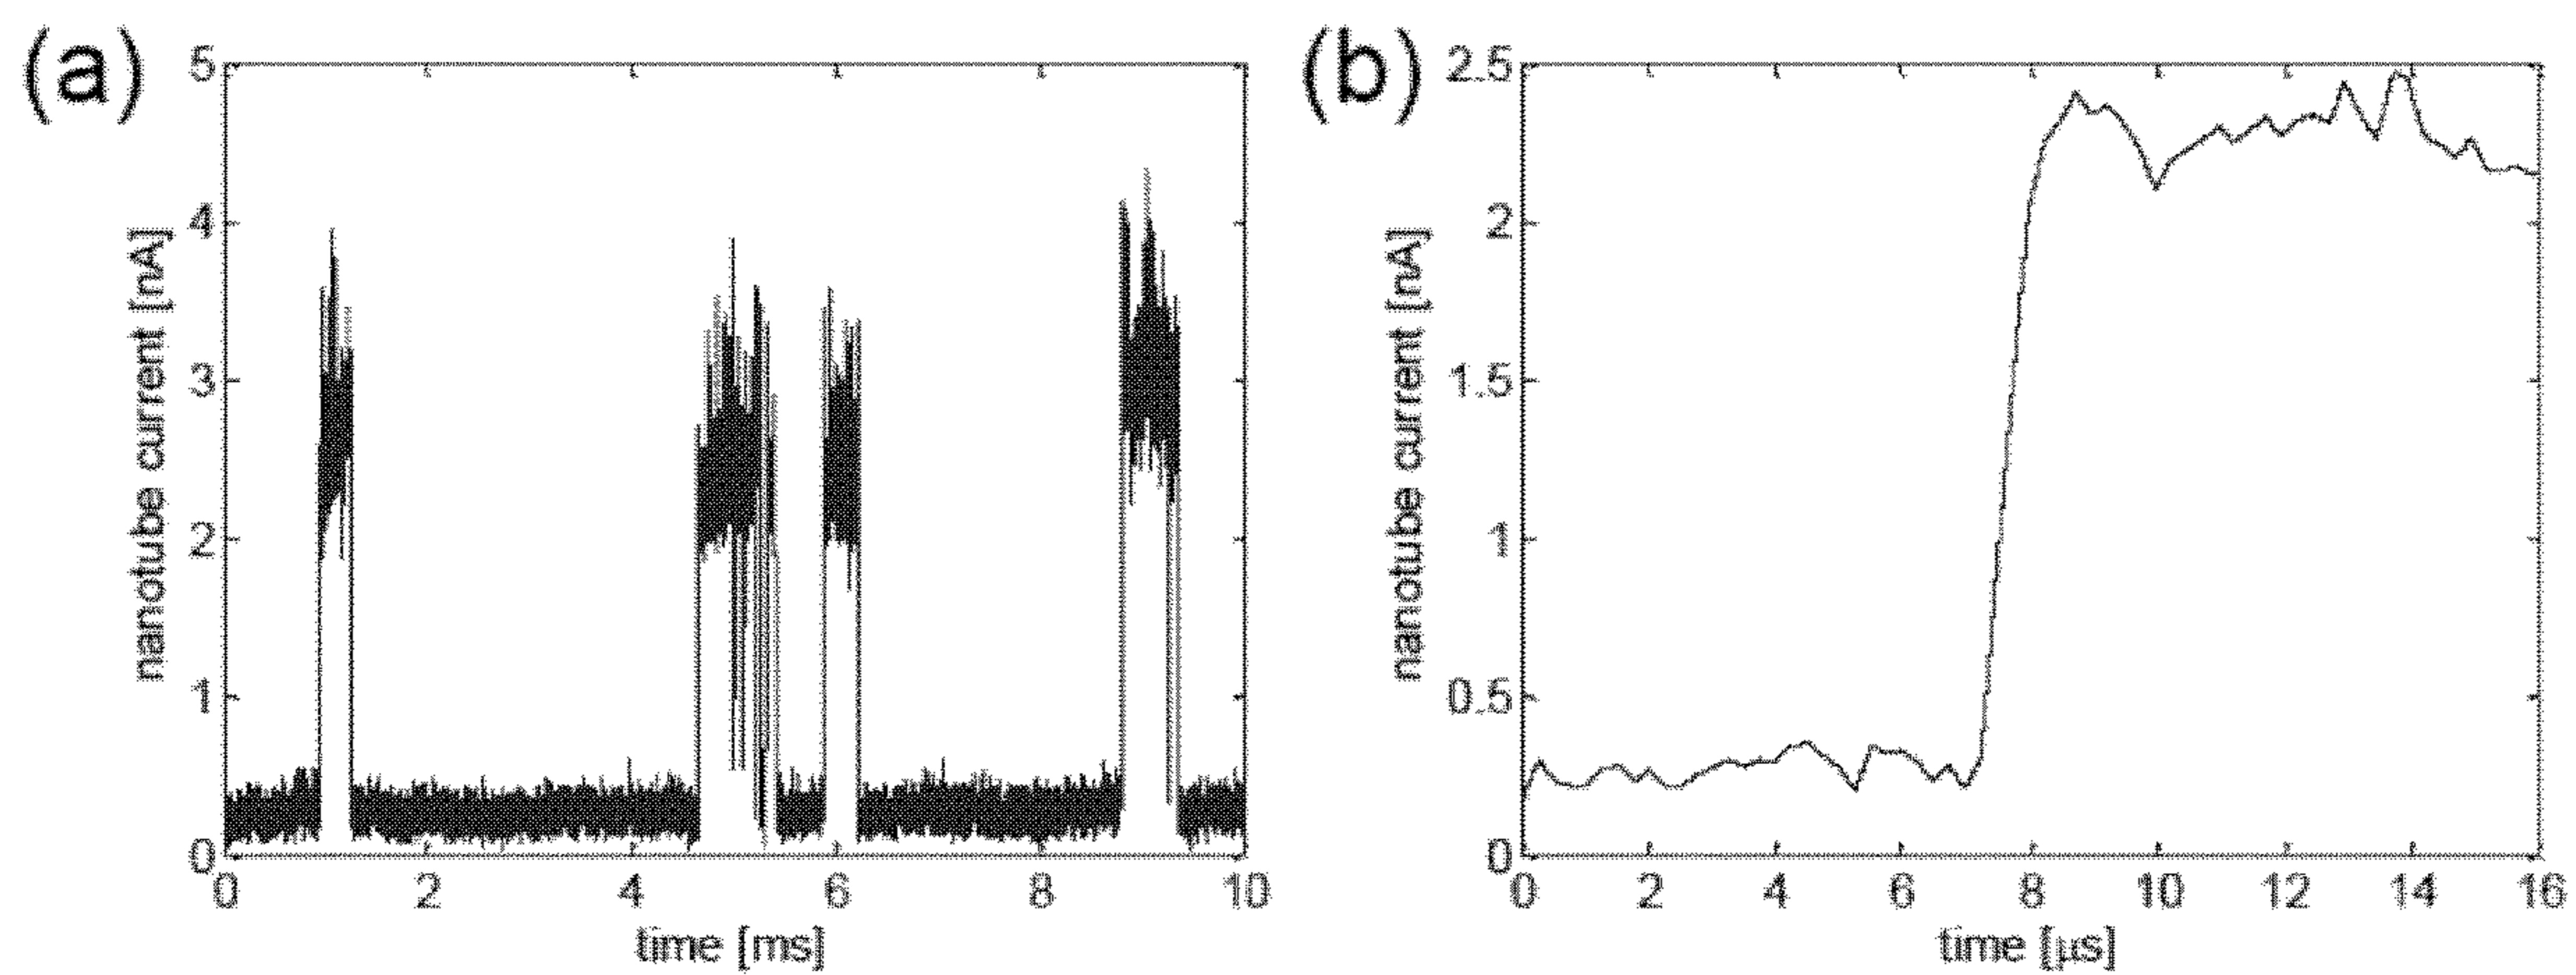 (a)
5
4
3
2
1
0
nanotube current [nA]
0 2 4 6 8 10
time [ms]
(b)
2.5
2
1.5
1
0.5
0
nanotube current [nA]
0 2 4 6 8 10 12 14 16
time [µs]